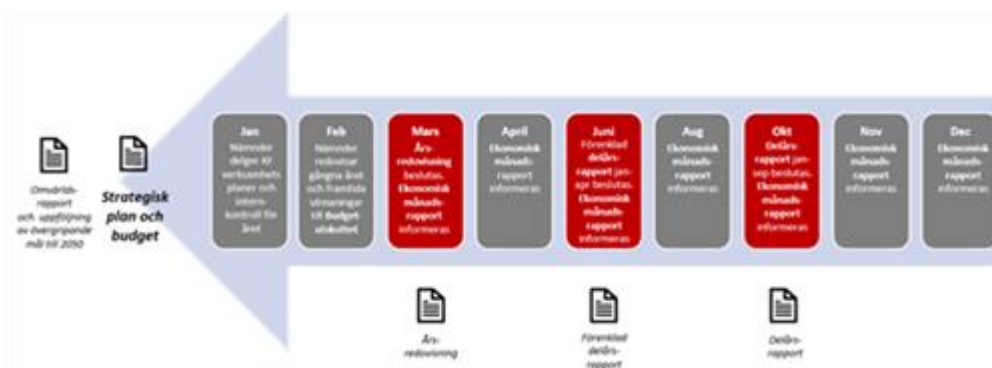 Omvärlds-
rapport
och uppföljning
av övergripande
mål till 2050
Strategisk
plan och
budget
Jan
Nämnder
delger KF
verksamhets
planer och
intern-
kontroll för
året
Feb
Nämnder
redovisar
gångna året
och framtida
utmaningar
till Budget-
utskottet
Mars
Års-
redovisning
beslutas.
Ekonomisk
månads-
rapport
informeras
April
Ekonomisk
månads-
rapport
informeras
Juni
Förenklad
delårs-
rapport jan-
apr beslutas.
Ekonomisk
månads-
rapport
informeras
Aug
Ekonomisk
månads-
rapport
informeras
Okt
Delårs-
rapport jan-
sep beslutas.
Ekonomisk
månads-
rapport
informeras
Nov
Ekonomisk
månads-
rapport
informeras
Dec
Ekonomisk
månads-
rapport
informeras
Års-
redovisning
Förenklad
delårs-
rapport
Delårs-
rapport